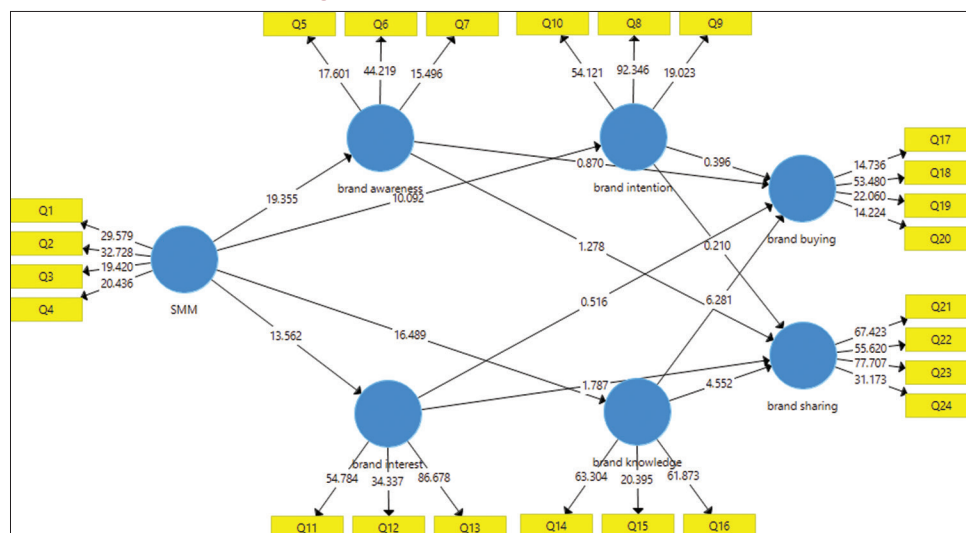 Q5 Q6 Q7 Q10 Q8 Q9
17.601 44.219 15.496 54.121 92.346 19.023
brand awareness
brand intention
0.870
0.396
Q17
Q18
Q19
Q20
14.736
53.480
22.060
14.224
brand buying
Q1
Q2
Q3
Q4
29.579
32.728
19.420
20.436
SMM
19.355
10.092
1.278
0.210
0.516
6.281
13.562
16.489
1.787
4.552
Q21
Q22
Q23
Q24
67.423
55.620
77.707
31.173
brand sharing
brand interest
brand knowledge
54.784 34.337 86.678 63.304 20.395 61.873
Q11 Q12 Q13 Q14 Q15 Q16